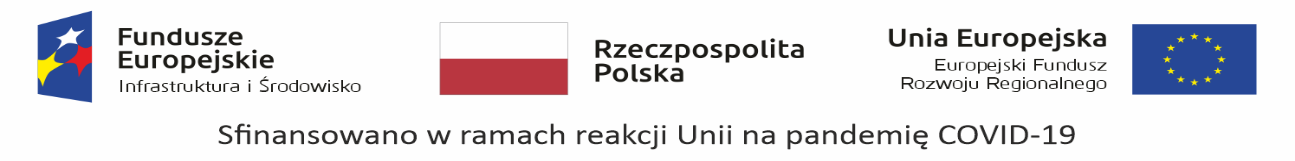 Fundusze
Europejskie
Infrastruktura i Środowisko
Rzeczpospolita
Polska
Unia Europejska
Europejski Fundusz
Rozwoju Regionalnego
Sfinansowano w ramach reakcji Unii na pandemię COVID-19